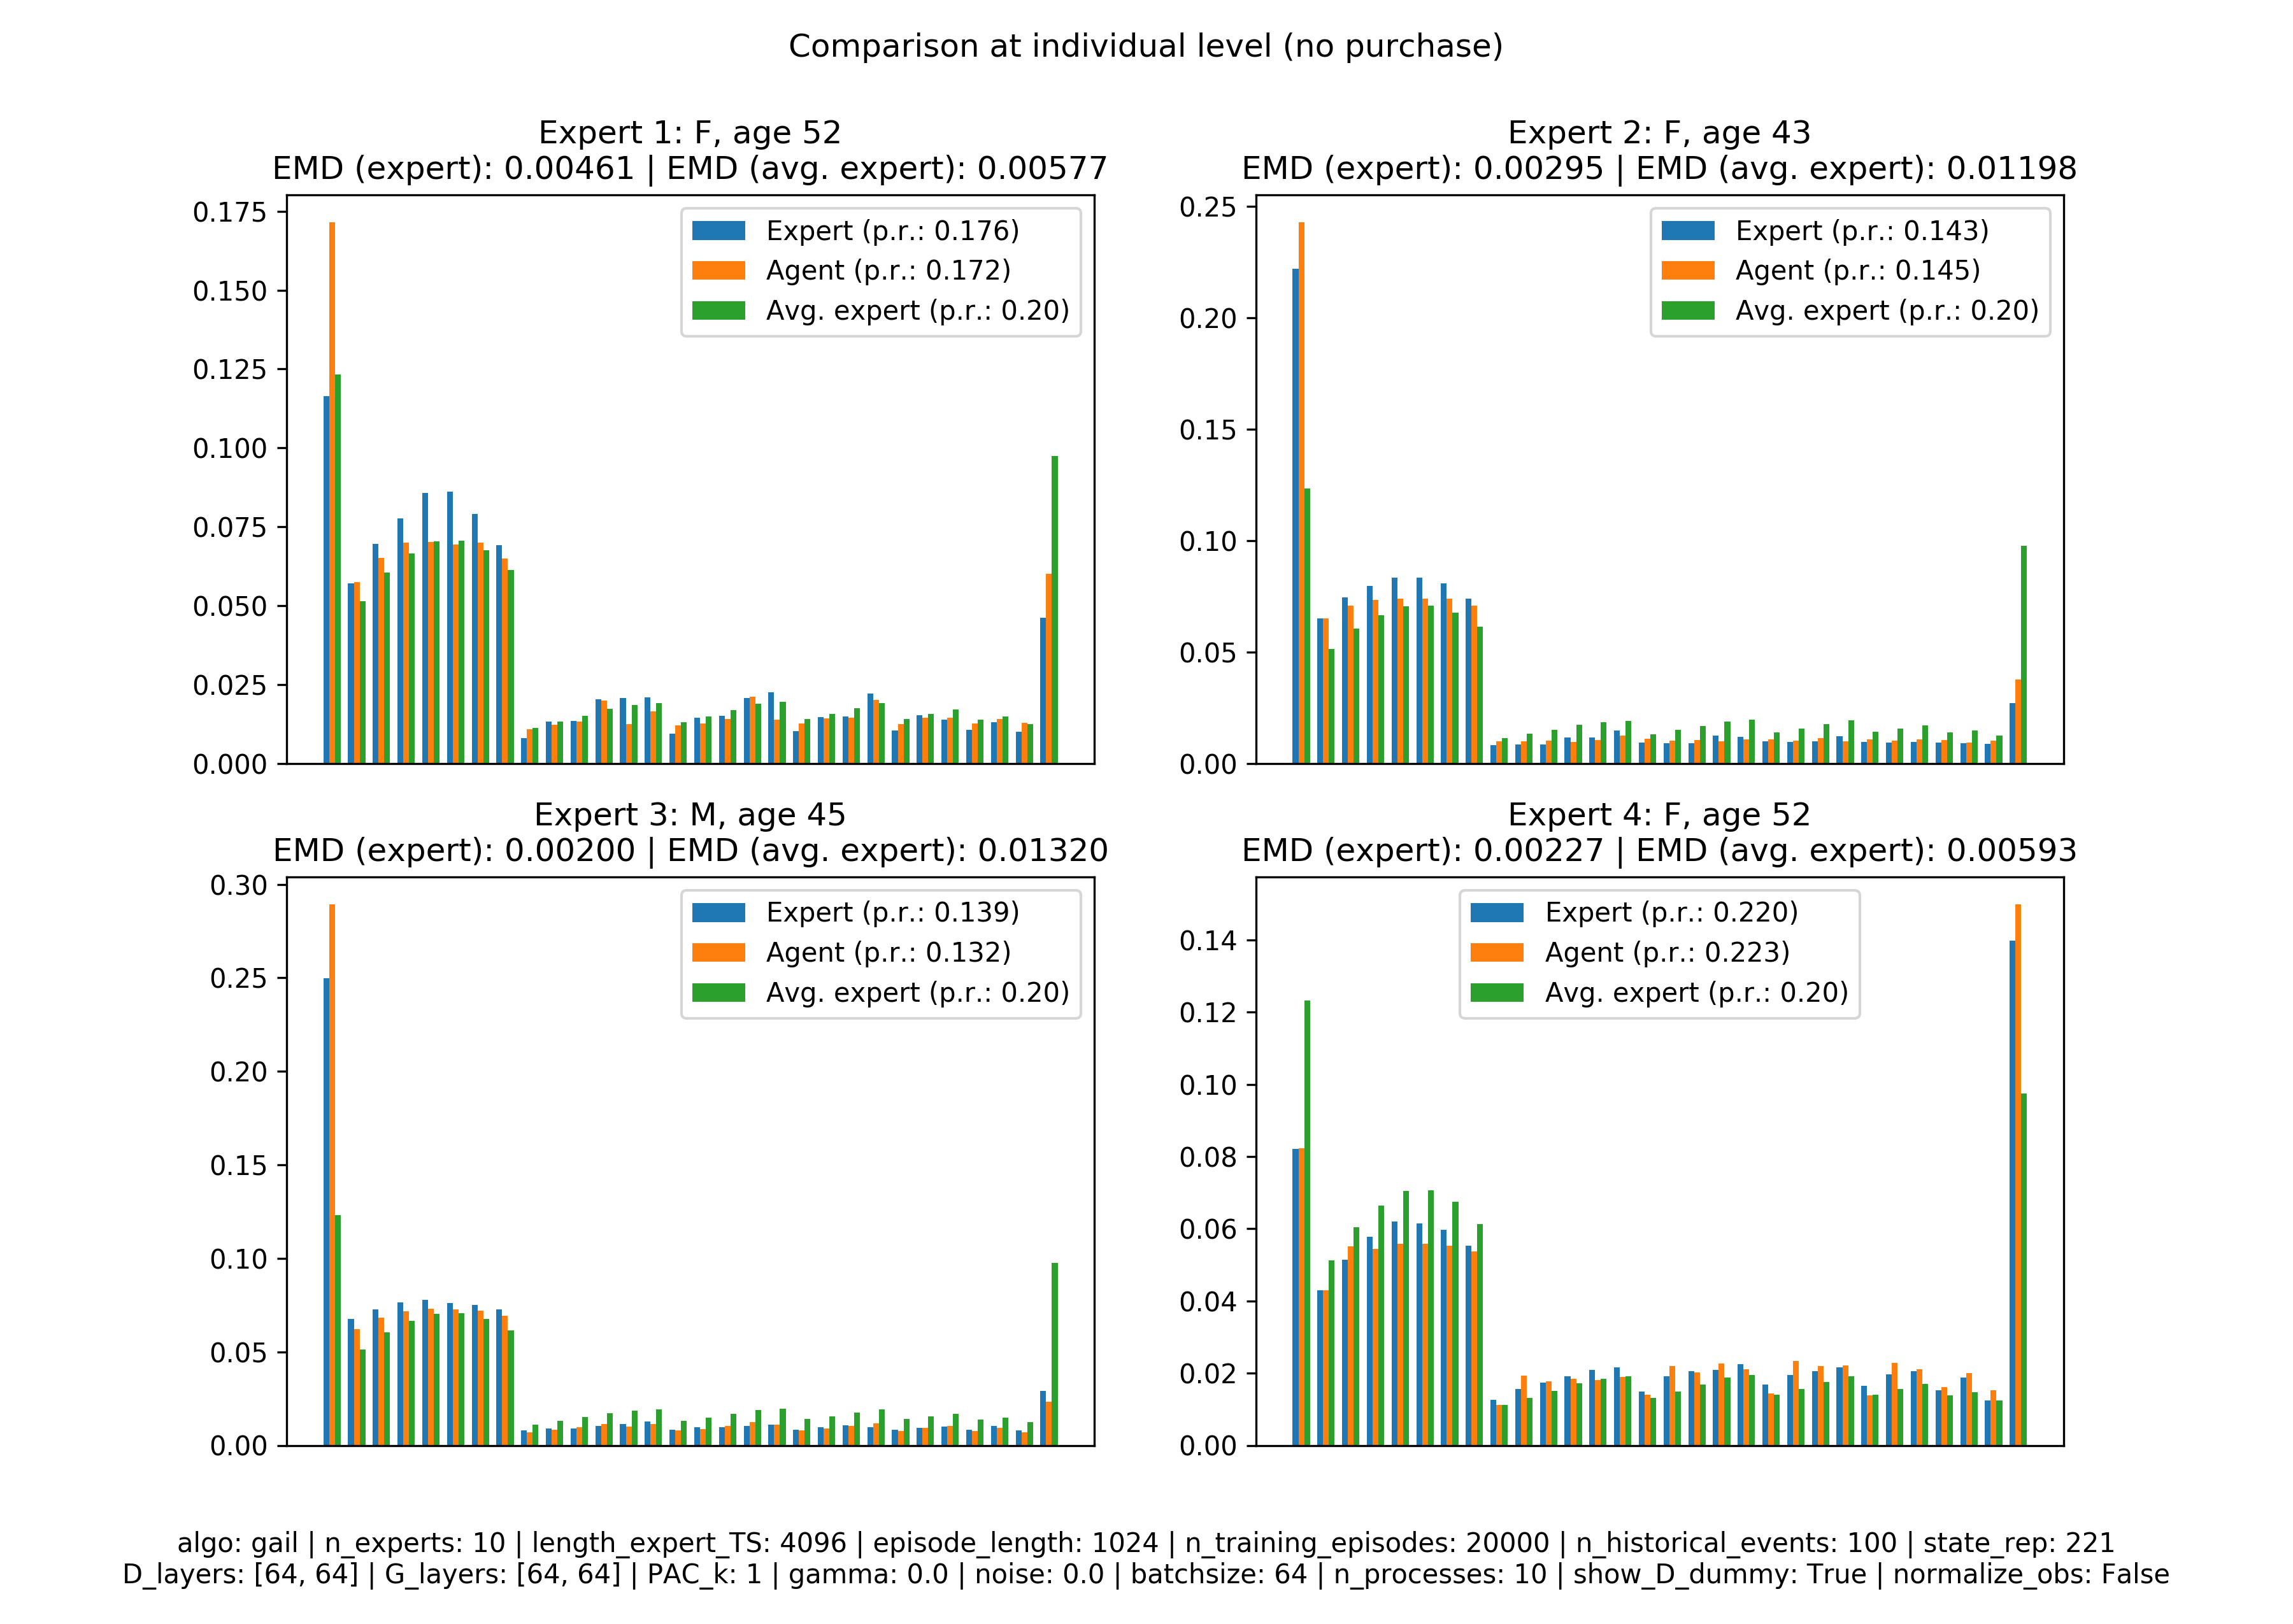 Comparison at individual level (no purchase)
Expert 1: F, age 52
EMD (expert): 0.00461 | EMD (avg. expert): 0.00577
0.175
0.150
0.125
0.100
0.075
0.050
0.025
0.000
Expert (p.r.: 0.176)
Agent (p.r.: 0.172)
Avg. expert (p.r.: 0.20)
Expert 2: F, age 43
EMD (expert): 0.00295 | EMD (avg. expert): 0.01198
0.25
0.20
0.15
0.10
0.05
0.00
Expert (p.r.: 0.143)
Agent (p.r.: 0.145)
Avg. expert (p.r.: 0.20)
Expert 3: M, age 45
EMD (expert): 0.00200 | EMD (avg. expert): 0.01320
0.30
0.25
0.20
0.15
0.10
0.05
0.00
Expert (p.r.: 0.139)
Agent (p.r.: 0.132)
Avg. expert (p.r.: 0.20)
Expert 4: F, age 52
EMD (expert): 0.00227 | EMD (avg. expert): 0.00593
0.14
0.12
0.10
0.08
0.06
0.04
0.02
0.00
Expert (p.r.: 0.220)
Agent (p.r.: 0.223)
Avg. expert (p.r.: 0.20)
algo: gail | n_experts: 10 | length_expert_TS: 4096 | episode_length: 1024 | n_training_episodes: 20000 | n_historical_events: 100 | state_rep: 221
D_layers: [64, 64] | G_layers: [64, 64] | PAC_k: 1 | gamma: 0.0 | noise: 0.0 | batchsize: 64 | n_processes: 10 | show_D_dummy: True | normalize_obs: False